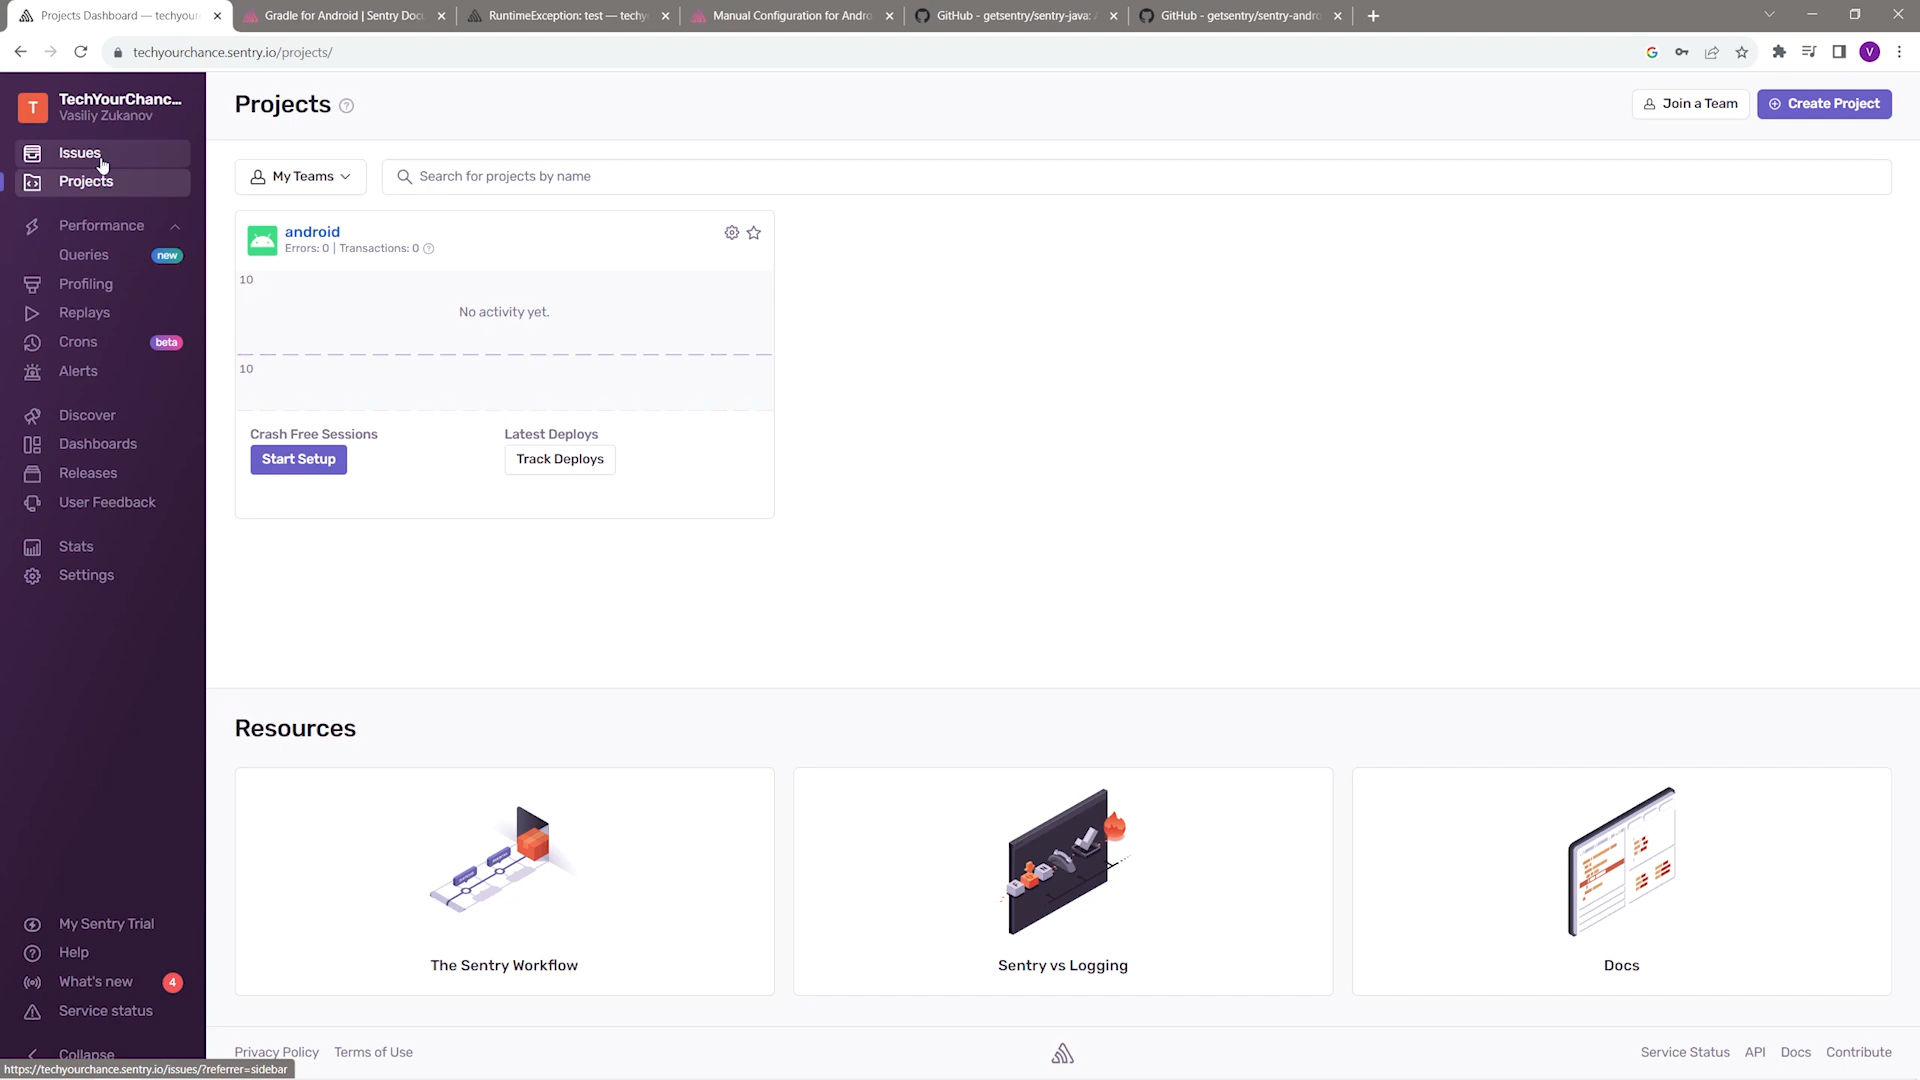 Projects Dashboard — techyour
Gradle for Android | Sentry Doc
RuntimeException: test — techy
Manual Configuration for Andro
GitHub - getsentry/sentry-java:
GitHub - getsentry/sentry-andro
techyourchance.sentry.io/projects/
V
T
TechYourChanc...
Vasiliy Zukanov
Issues
Projects
Performance
Queries new
Profiling
Replays
Crons beta
Alerts
Discover
Dashboards
Releases
User Feedback
Stats
Settings
My Sentry Trial
Help
What's new 4
Service status
Collapse
https://techyourchance.sentry.io/issues/?referrer=sidebar
Projects
Join a Team
Create Project
My Teams
Search for projects by name
android
Errors: 0 | Transactions: 0
10
No activity yet.
10
Crash Free Sessions
Start Setup
Latest Deploys
Track Deploys
Resources
The Sentry Workflow
Sentry vs Logging
Docs
Privacy Policy
Terms of Use
Service Status
API
Docs
Contribute